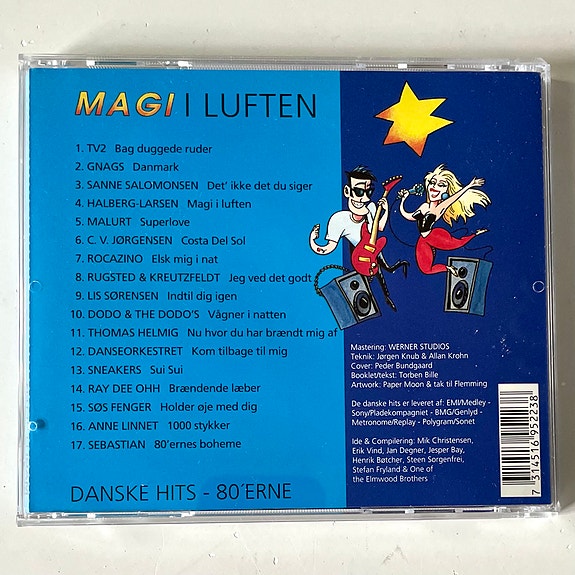 MAGI I LUFTEN
1. TV2 Bag duggede ruder
2. GNAGS Danmark
3. SANNE SALOMONSEN Det' ikke det du siger
4. HALBERG-LARSEN Magi i luften
5. MALURT Superlove
6. C. V. JØRGENSEN Costa Del Sol
7. ROCAZINO Elsk mig i nat
8. RUGSTED & KREUTZFELDT Jeg ved det godt
9. LIS SØRENSEN Indtil dig igen
10. DODO & THE DODO'S Vågner i natten
11. THOMAS HELMIG Nu hvor du har brændt mig af
12. DANSEORKESTRET Kom tilbage til mig
13. SNEAKERS Sui Sui
14. RAY DEE OHH Brændende læber
15. SØS FENGER Holder øje med dig
16. ANNE LINNET 1000 stykker
17. SEBASTIAN 80'ernes boheme
DANSKE HITS - 80'ERNE
Mastering: WERNER STUDIOS
Teknik: Jørgen Knub & Allan Krohn
Cover: Peder Bundgaard
Booklet/tekst: Torben Bille
Artwork: Paper Moon & tak til Flemming
De danske hits er leveret af: EMI/Medley -
Sony/Pladekompagniet - BMG/Genlyd -
Metronome/Replay - Polygram/Sonet
Ide & Compilering: Mik Christensen,
Erik Vind, Jan Degner, Jesper Bay,
Henrik Bøtcher, Steen Sorgenfrei,
Stefan Fryland & One of
the Elmwood Brothers
7 314516 952238